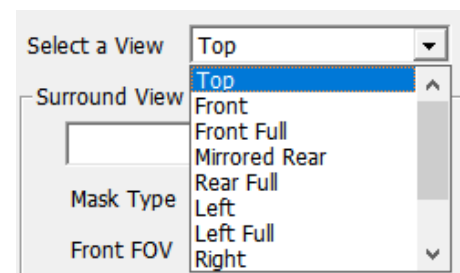 Select a View Top
Top
Surround View
Front
Front Full
Mirrored Rear
Rear Full
Mask Type
Left
Left Full
Front FOV
Right